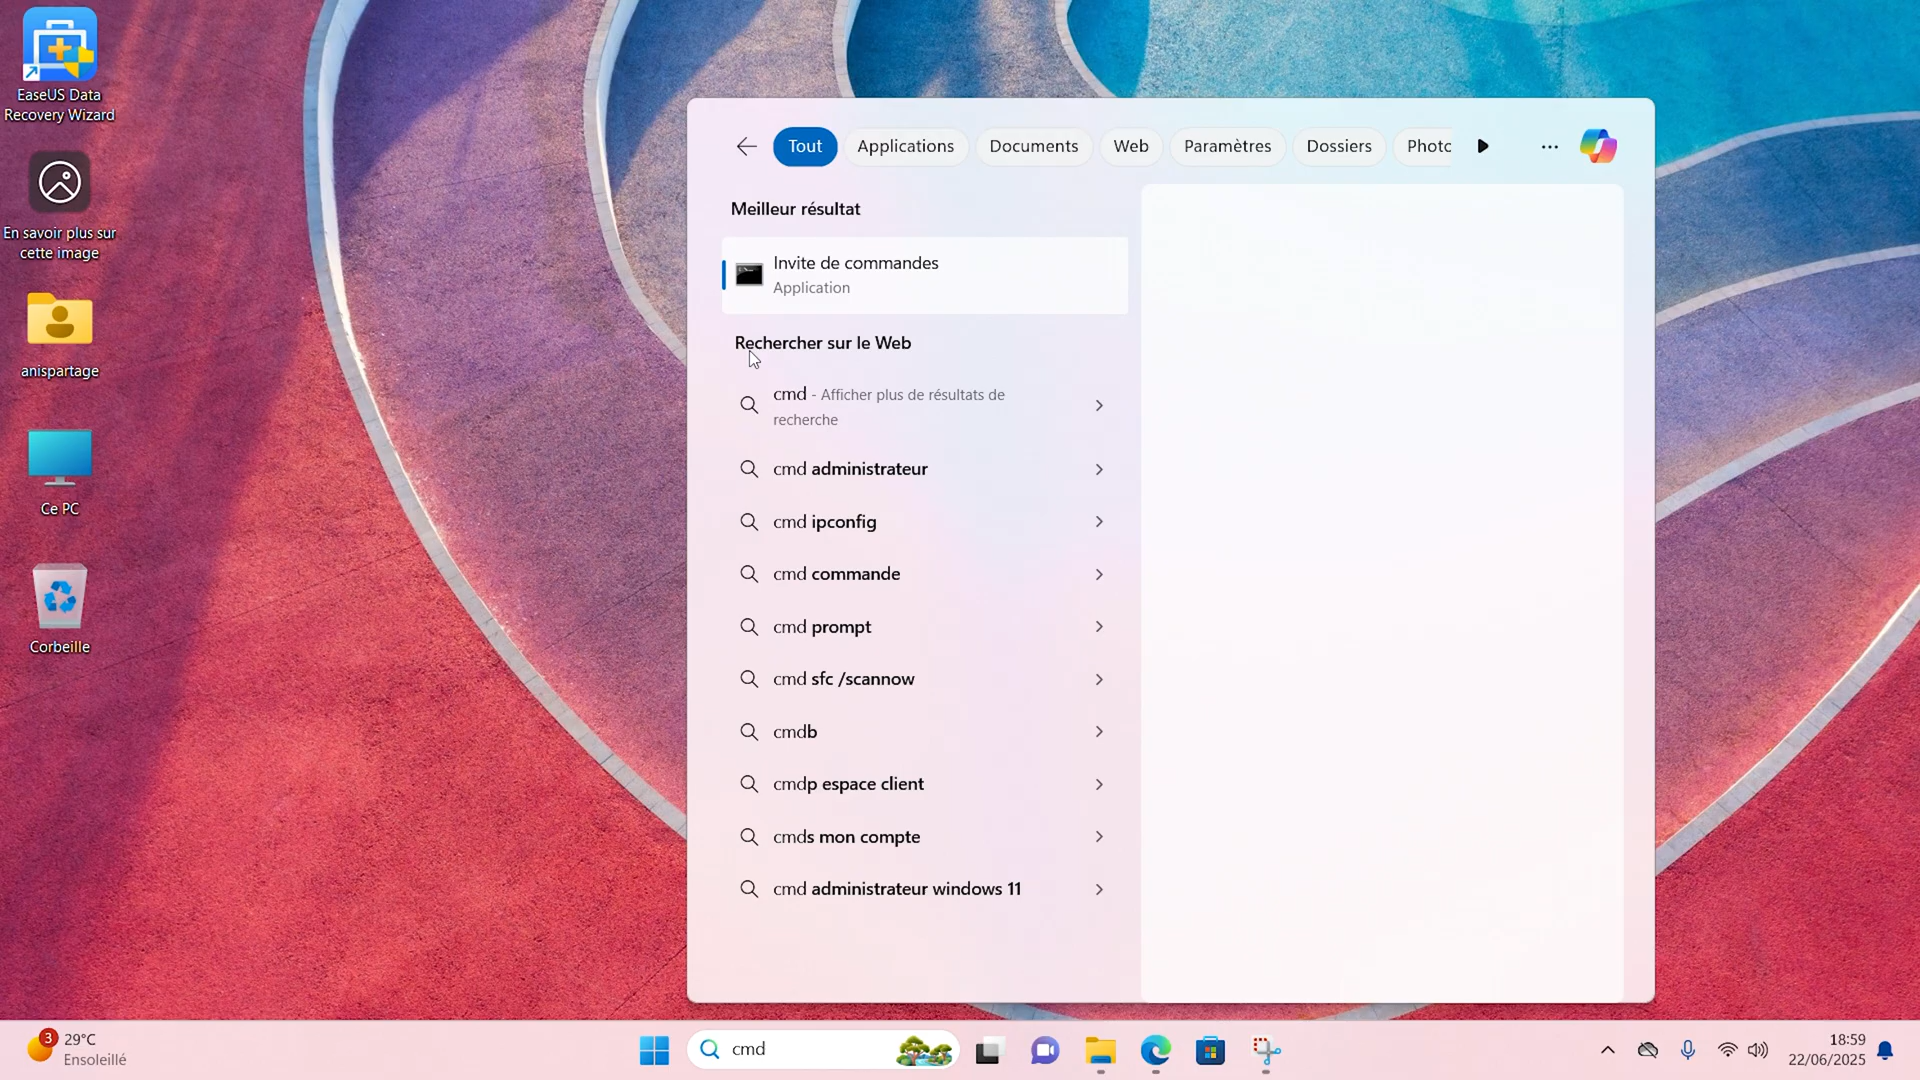 EaseUS Data
Recovery Wizard
En savoir plus sur
cette image
anispartage
Ce PC
Corbeille
Tout
Applications
Documents
Web
Paramètres
Dossiers
Photo
Meilleur résultat
Invite de commandes
Application
Rechercher sur le Web
cmd - Afficher plus de résultats de
recherche
cmd administrateur
cmd ipconfig
cmd commande
cmd prompt
cmd sfc /scannow
cmdb
cmdp espace client
cmds mon compte
cmd administrateur windows 11
3
29°C
Ensoleillé
cmd
18:59
22/06/2025